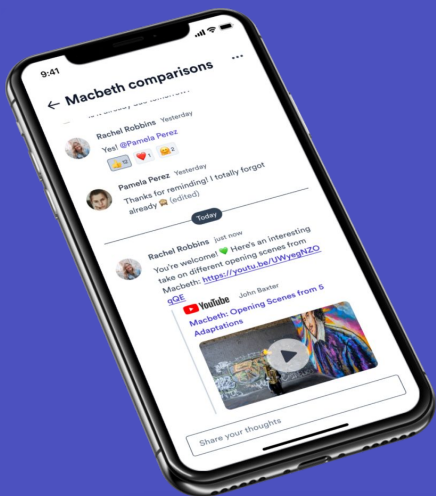 9:41
Macbeth comparisons
Rachel Robbins Yesterday
Yes! @Pamela Perez
12 1 2
Pamela Perez Yesterday
Thanks for reminding! I totally forgot
already (edited)
Today
Rachel Robbins just now
You're welcome! Here's an interesting
take on different opening scenes from
Macbeth: https://youtu.be/UWyegNZO
gQE
YouTube John Baxter
Macbeth: Opening Scenes from 5
Adaptations
Share your thoughts